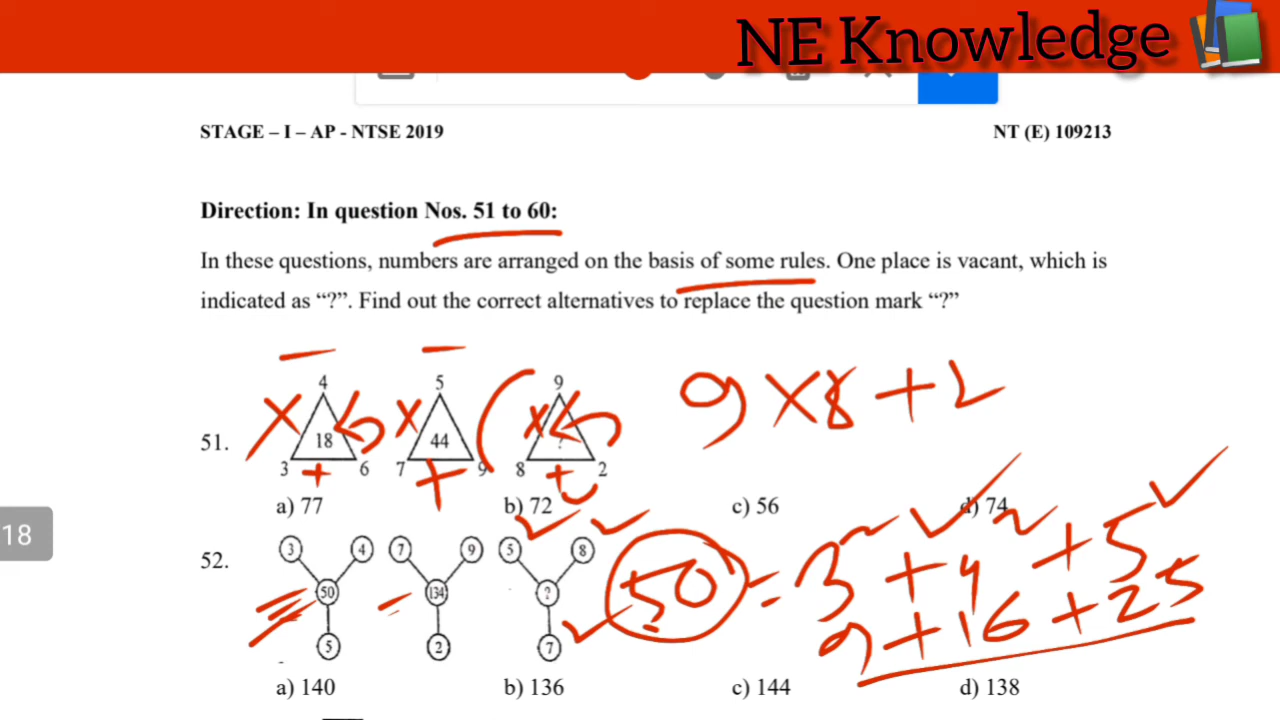 NE Knowledge
STAGE – I – AP - NTSE 2019 NT (E) 109213
Direction: In question Nos. 51 to 60:
In these questions, numbers are arranged on the basis of some rules. One place is vacant, which is
indicated as “?”. Find out the correct alternatives to replace the question mark “?”
4 5 9
9 × 8 + 2
51. 18 44 ?
3 + 6 7 + 9 8 + 2
a) 77 b) 72 c) 56 d) 74
52. 3 4 7 9 5 8
50 134 ?
50 = 3² + 4² + 5²
9 + 16 + 25
5 2 7
a) 140 b) 136 c) 144 d) 138
18